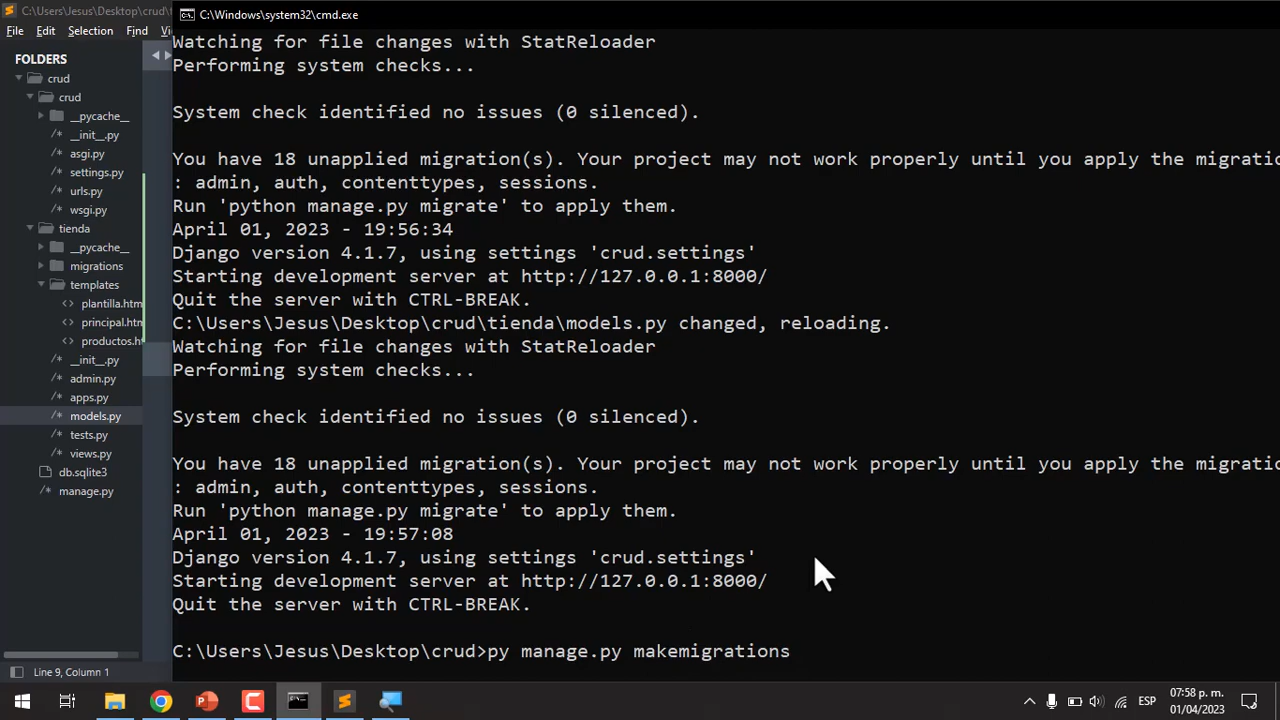 C:\Users\Jesus\Desktop\crud\t
File Edit Selection Find Vi
FOLDERS
crud
crud
__pycache__
__init__.py
asgi.py
settings.py
urls.py
wsgi.py
tienda
__pycache__
migrations
templates
plantilla.htm
principal.htm
productos.ht
__init__.py
admin.py
apps.py
models.py
tests.py
views.py
db.sqlite3
manage.py
Line 9, Column 1
C:\Windows\system32\cmd.exe
Watching for file changes with StatReloader
Performing system checks...
System check identified no issues (0 silenced).
You have 18 unapplied migration(s). Your project may not work properly until you apply the migratio
: admin, auth, contenttypes, sessions.
Run 'python manage.py migrate' to apply them.
April 01, 2023 - 19:56:34
Django version 4.1.7, using settings 'crud.settings'
Starting development server at http://127.0.0.1:8000/
Quit the server with CTRL-BREAK.
C:\Users\Jesus\Desktop\crud\tienda\models.py changed, reloading.
Watching for file changes with StatReloader
Performing system checks...
System check identified no issues (0 silenced).
You have 18 unapplied migration(s). Your project may not work properly until you apply the migratio
: admin, auth, contenttypes, sessions.
Run 'python manage.py migrate' to apply them.
April 01, 2023 - 19:57:08
Django version 4.1.7, using settings 'crud.settings'
Starting development server at http://127.0.0.1:8000/
Quit the server with CTRL-BREAK.
C:\Users\Jesus\Desktop\crud>py manage.py makemigrations
ESP
07:58 p. m.
01/04/2023